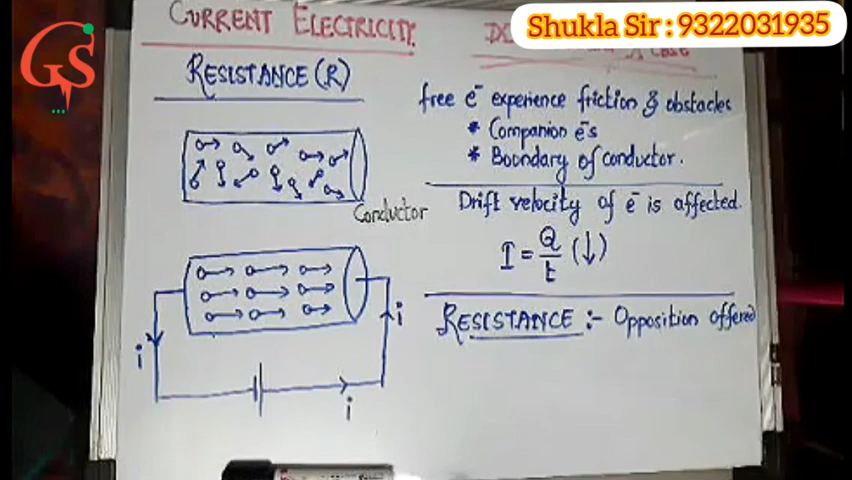 GS
Shukla Sir : 9322031935
CURRENT ELECTRICITY
RESISTANCE (R)
Conductor
i
i
i
free e⁻ experience friction & obstacles
* Companion e⁻s
* Boundary of conductor.
Drift velocity of e⁻ is affected.
I = Q/t (↓)
RESISTANCE :- Opposition offered